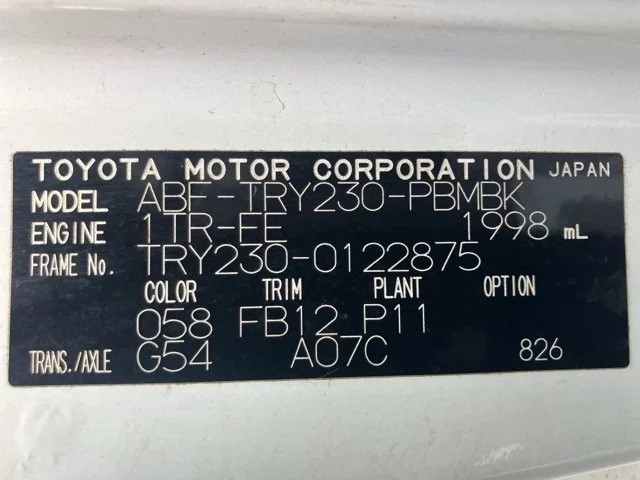 TOYOTA MOTOR CORPORATION JAPAN
MODEL ABF-TRY230-PBMBK
ENGINE 1TR-FE 1998 mL
FRAME No. TRY230-0122875
COLOR TRIM PLANT OPTION
058 FB12 P11
TRANS./AXLE G54 A07C 826